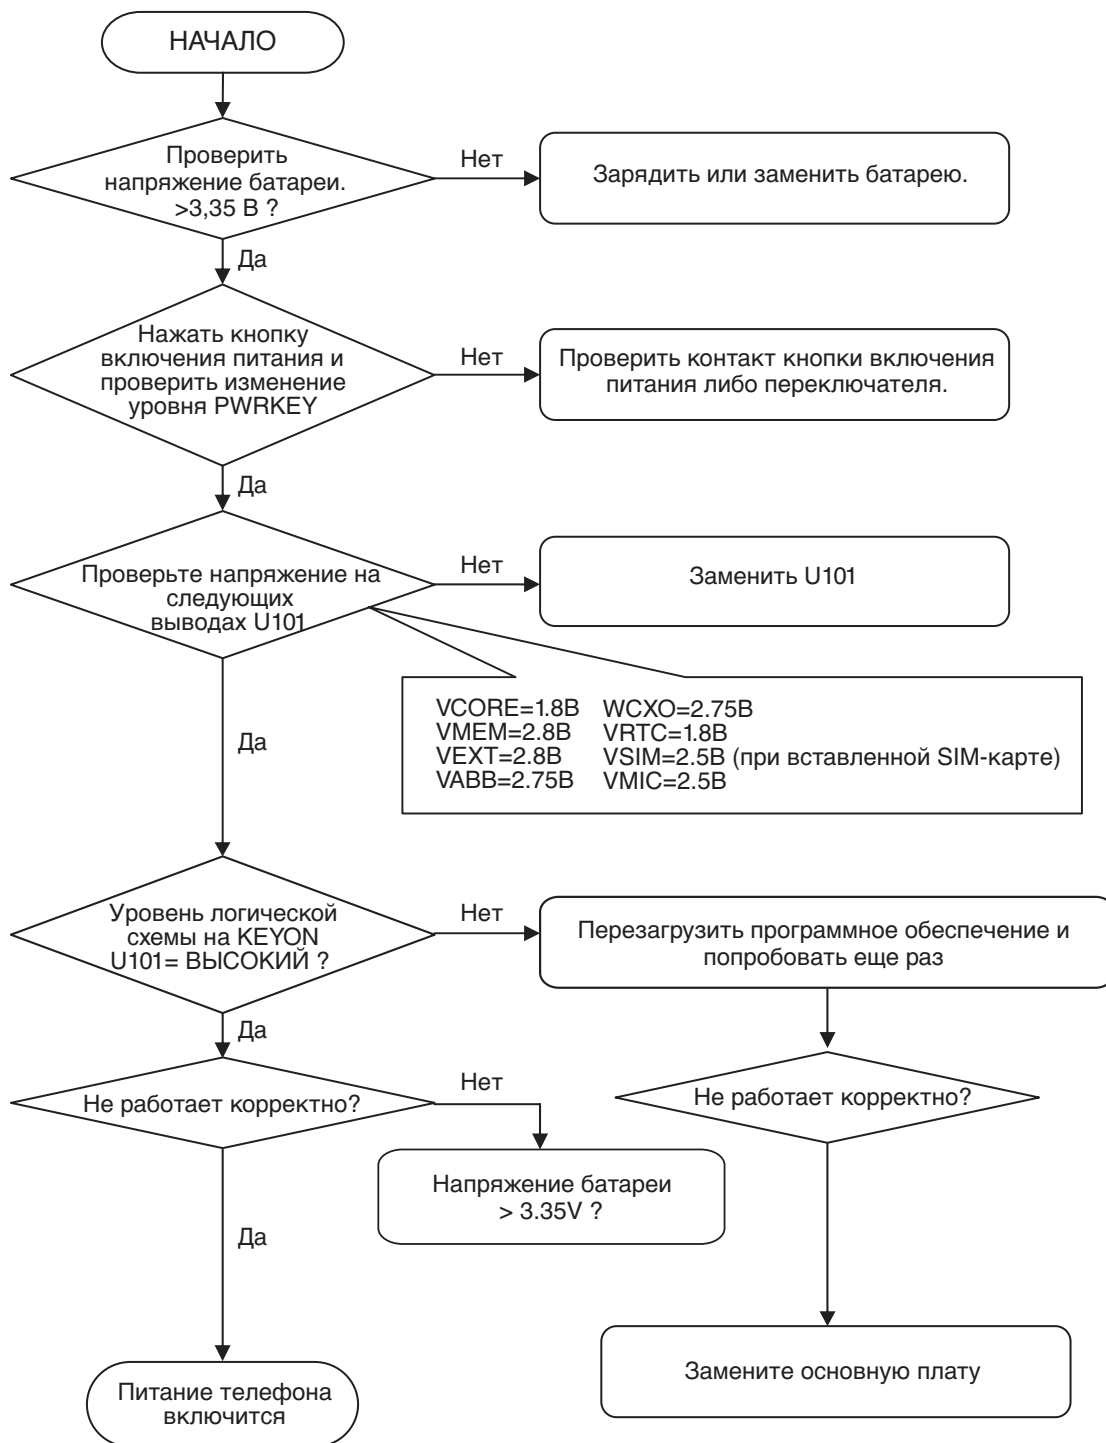 НАЧАЛО
Проверить
напряжение батареи.
>3,35 В ?
Нет
Зарядить или заменить батарею.
Да
Нажать кнопку
включения питания и
проверить изменение
уровня PWRKEY
Нет
Проверить контакт кнопки включения
питания либо переключателя.
Да
Проверьте напряжение на
следующих
выводах U101
Нет
Заменить U101
VCORE=1.8В WCXO=2.75В
VMEM=2.8В VRTC=1.8В
VEXT=2.8В VSIM=2.5В (при вставленной SIM-карте)
VABB=2.75В VMIC=2.5В
Да
Уровень логической
схемы на KEYON
U101= ВЫСОКИЙ ?
Нет
Перезагрузить программное обеспечение и
попробовать еще раз
Да
Не работает корректно?
Нет
Не работает корректно?
Напряжение батареи
> 3.35V ?
Да
Питание телефона
включится
Замените основную плату